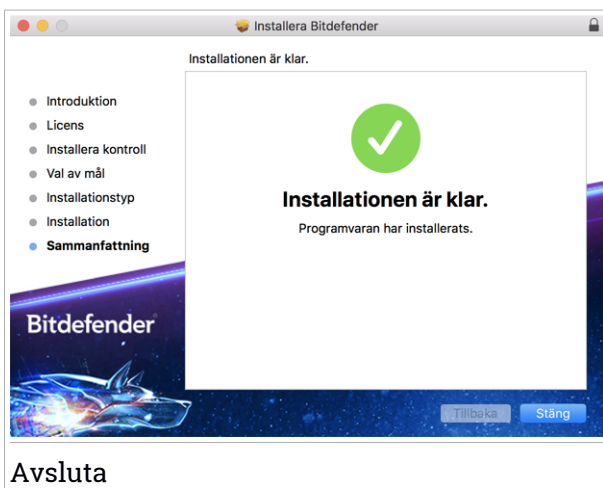 Installera Bitdefender
Installationen är klar.
Introduktion
Licens
Installera kontroll
Val av mål
Installationstyp
Installation
Sammanfattning
Installationen är klar.
Programvaran har installerats.
Bitdefender
Tillbaka
Stäng
Avsluta